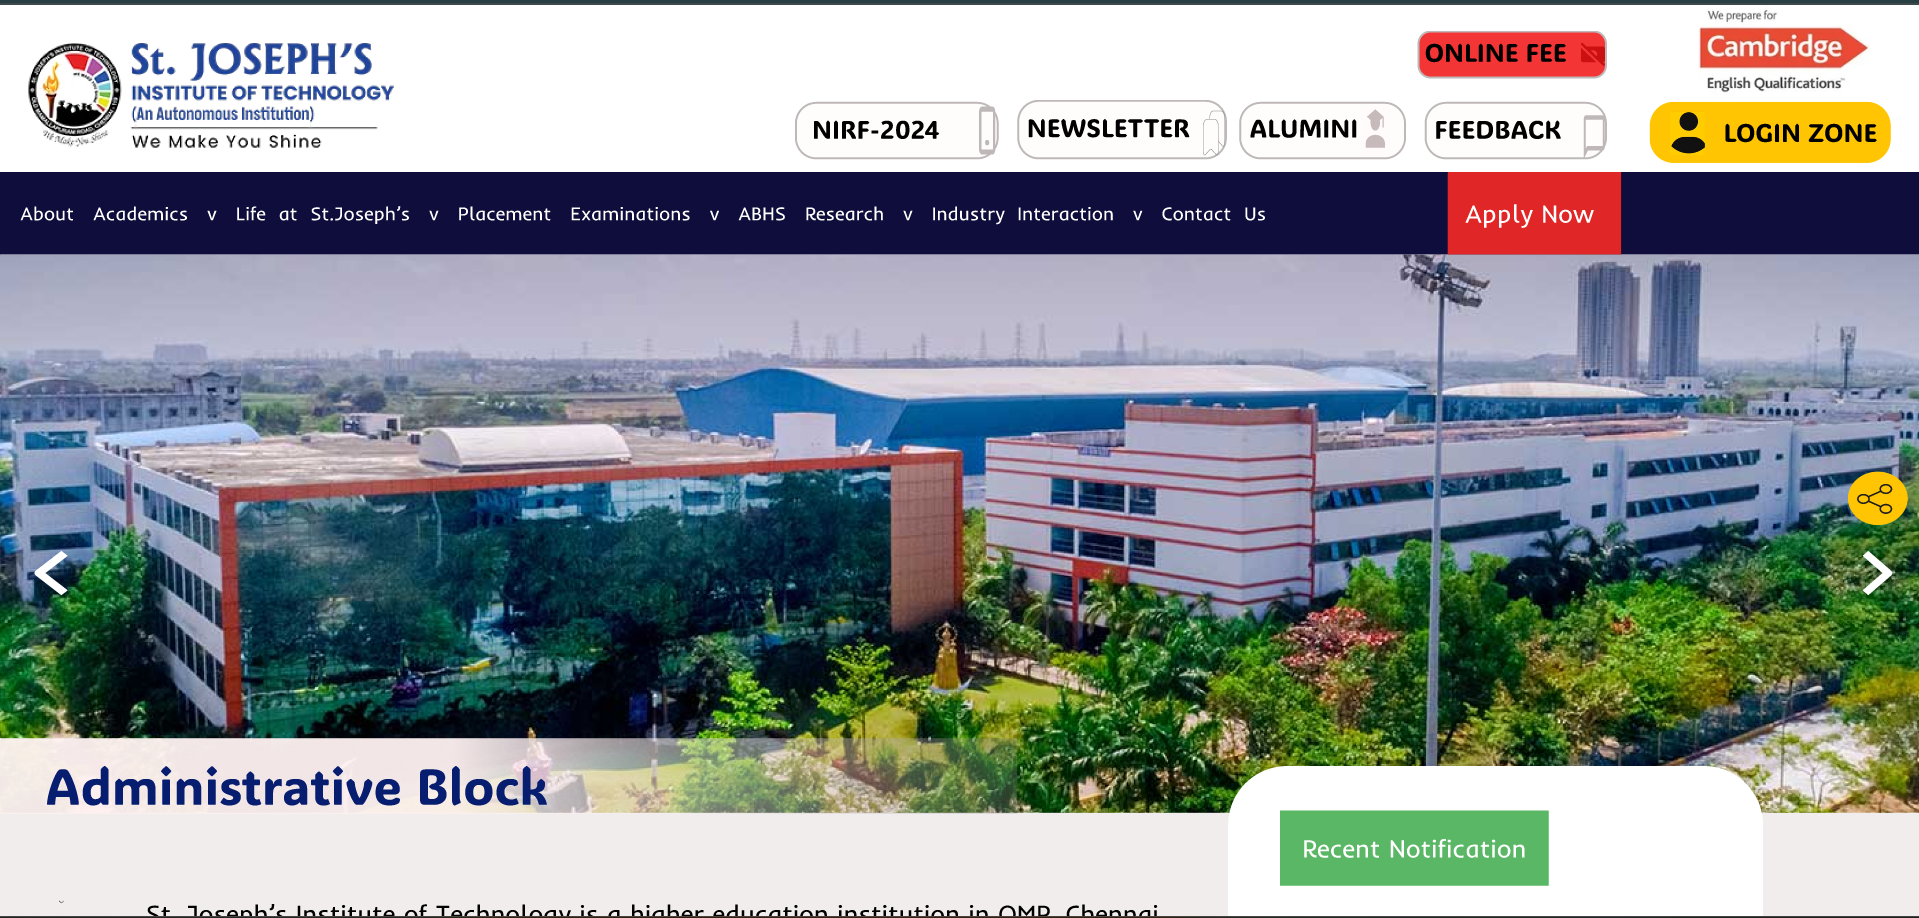 We prepare for
Cambridge
English Qualifications
St. JOSEPH'S
INSTITUTE OF TECHNOLOGY
(An Autonomous Institution)
We Make You Shine
ONLINE FEE
NIRF-2024
NEWSLETTER
ALUMINI
FEEDBACK
LOGIN ZONE
About Academics v Life at St.Joseph's v Placement Examinations v ABHS Research v Industry Interaction v Contact Us
Apply Now
Administrative Block
Recent Notification
St. Joseph's Institute of Technology is a higher education institution in OMR, Chennai